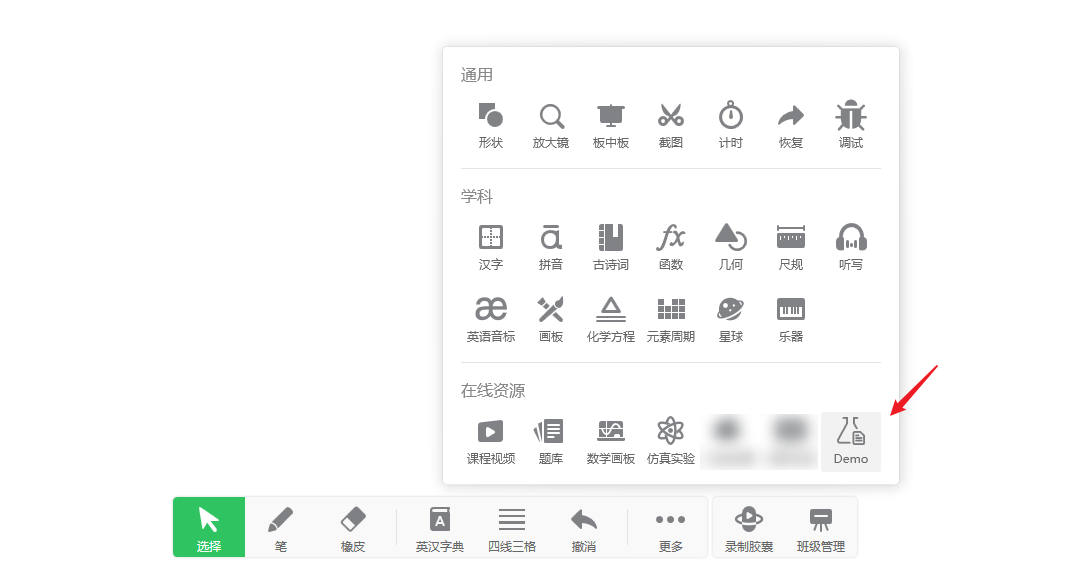 通用
形状 放大镜 板中板 截图 计时 恢复 调试
学科
汉字 拼音 古诗词 函数 几何 尺规 听写
英语音标 画板 化学方程 元素周期 星球 乐器
在线资源
课程视频 题库 数学画板 仿真实验 Demo
选择 笔 橡皮 英汉字典 四线三格 撤消 更多 录制胶囊 班级管理